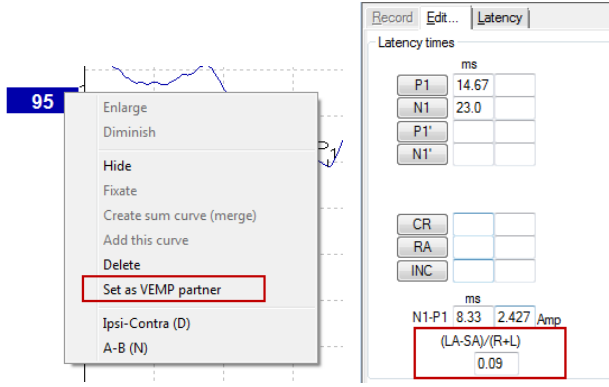 95
Enlarge
Diminish
Hide
Fixate
Create sum curve (merge)
Add this curve
Delete
Set as VEMP partner
Ipsi-Contra (D)
A-B (N)
P1
Record Edit... Latency
Latency times
ms
P1 14.67
N1 23.0
P1'
N1'
CR
RA
INC
ms
N1-P1 8.33 2.427 Amp
(LA-SA)/(R+L)
0.09